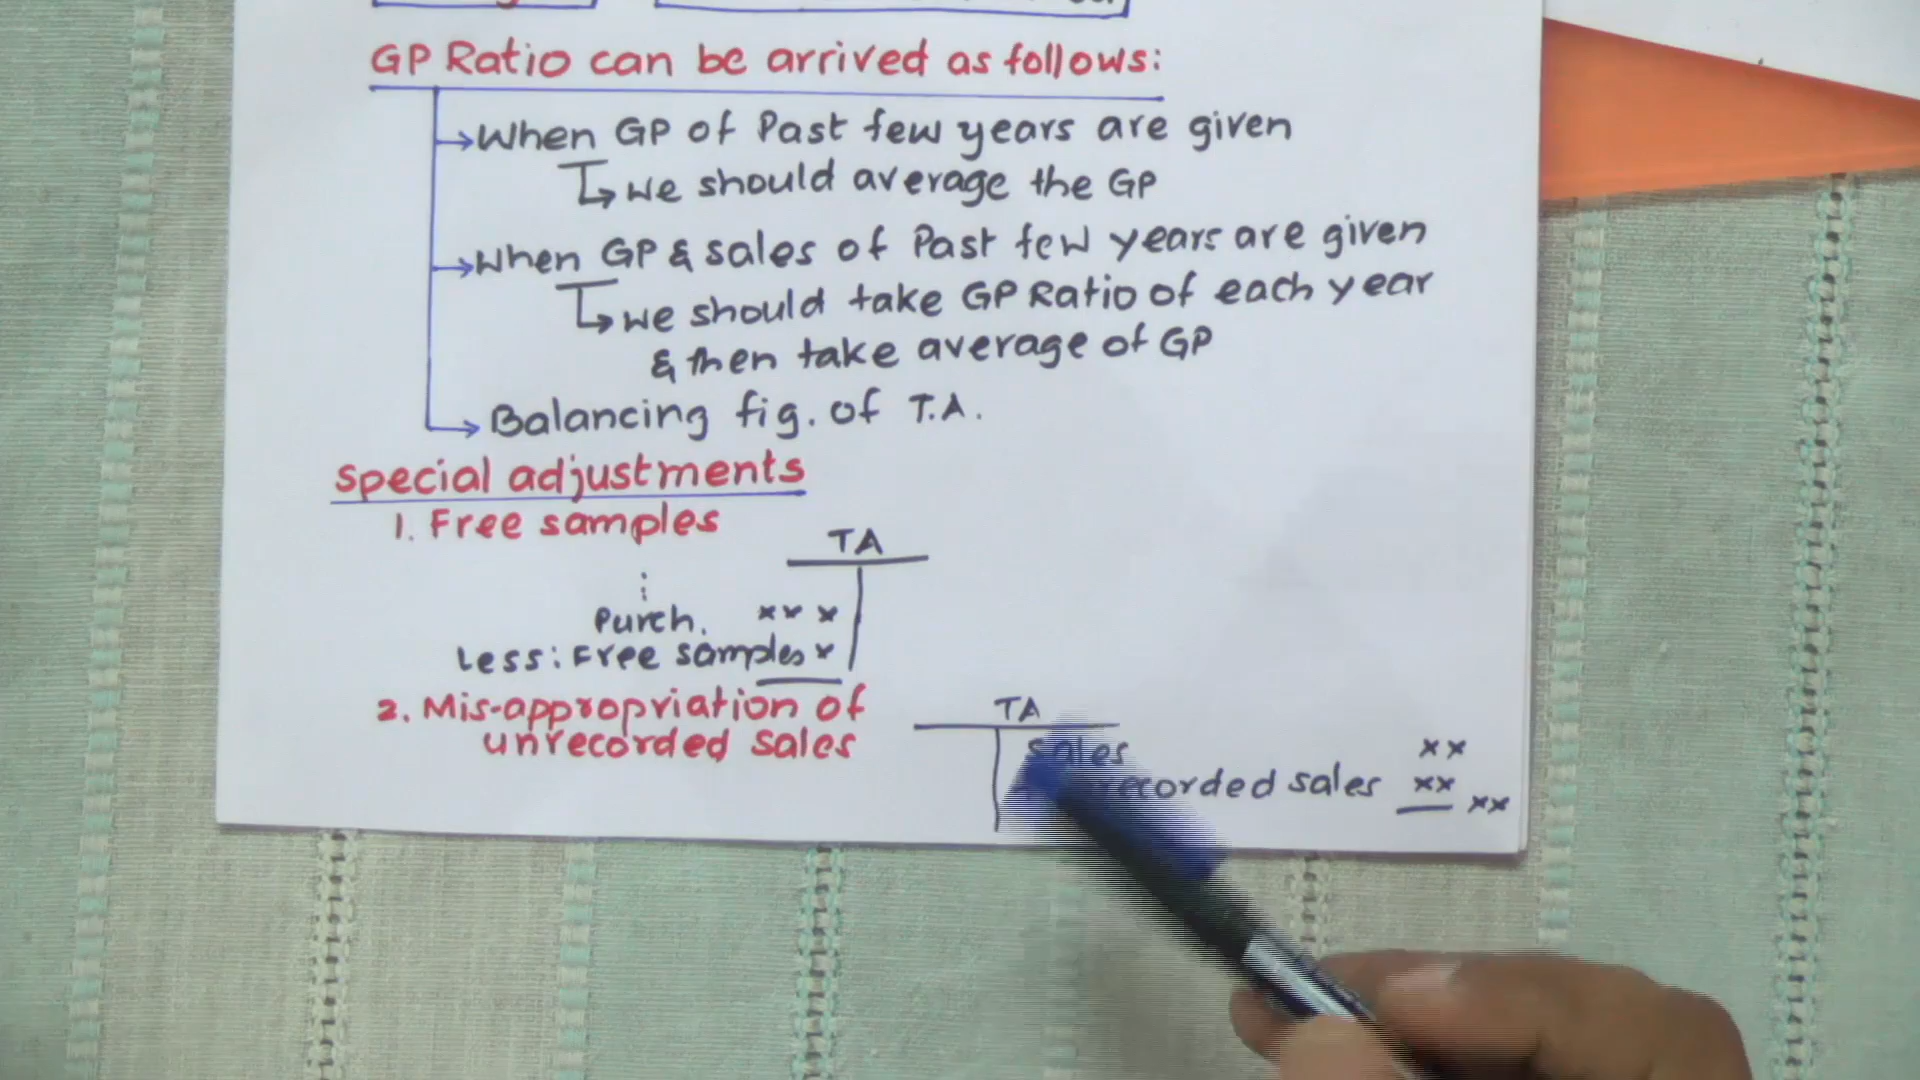 GP Ratio can be arrived as follows:
When GP of Past few years are given
we should average the GP
When GP & sales of Past few years are given
we should take GP Ratio of each year
& then take average of GP
Balancing fig. of T.A.
special adjustments
1. Free samples
TA
Purch. xx x
Less: Free samples x
2. Mis-appropriation of
unrecorded sales
TA
sales xx
sales xx xx